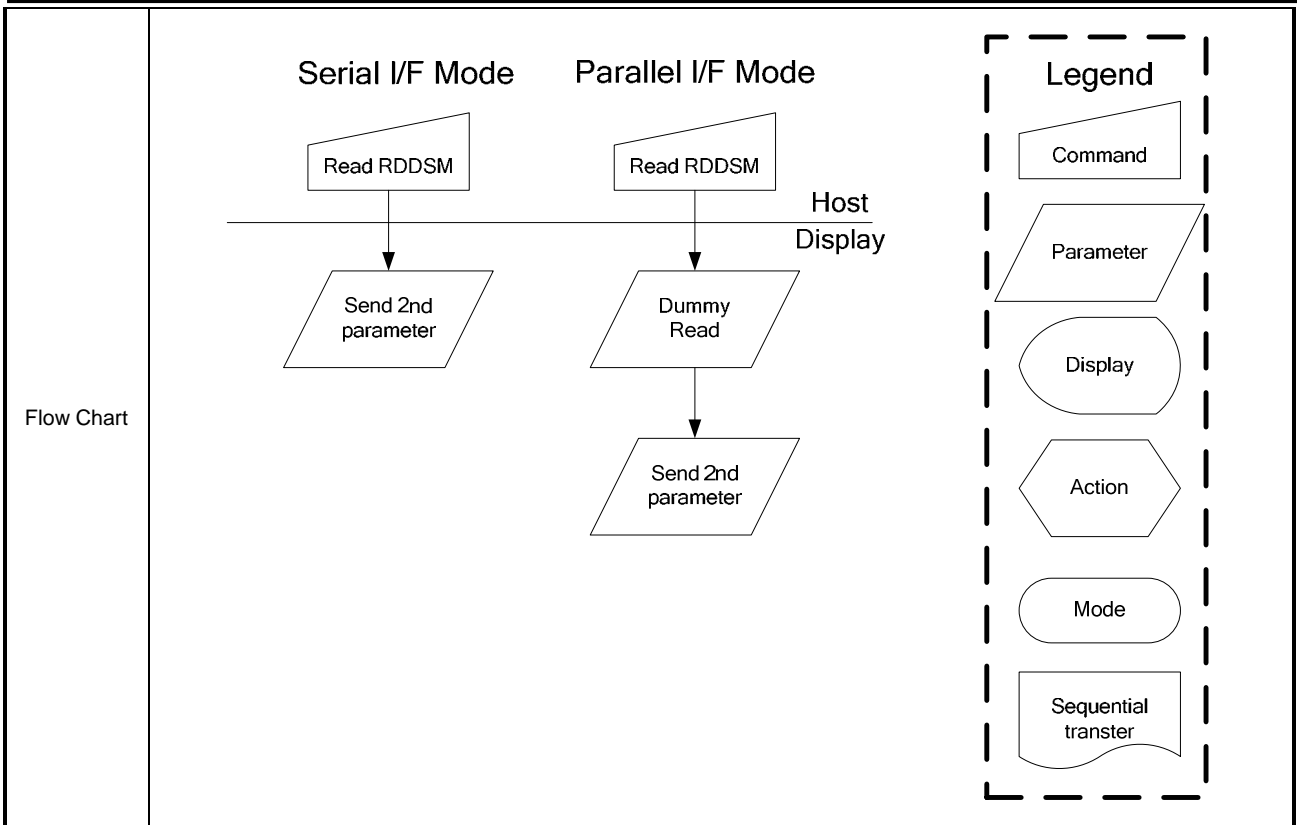 Flow Chart
Serial I/F Mode
Read RDDSM
Send 2nd
parameter
Parallel I/F Mode
Read RDDSM
Host
Display
Dummy
Read
Send 2nd
parameter
Legend
Command
Parameter
Display
Action
Mode
Sequential
transter